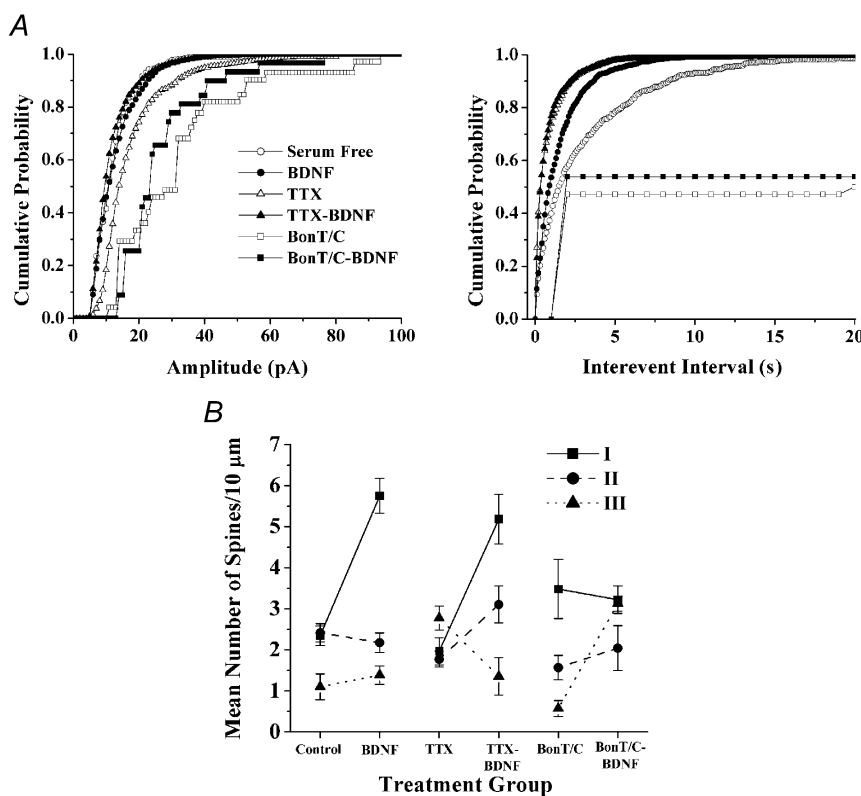 A
Cumulative Probability
1.0
0.8
0.6
0.4
0.2
0.0
0
20
40
60
80
100
Amplitude (pA)
Serum Free
BDNF
TTX
TTX-BDNF
BonT/C
BonT/C-BDNF
Cumulative Probability
1.0
0.8
0.6
0.4
0.2
0.0
0
5
10
15
20
Interevent Interval (s)
B
Mean Number of Spines/10 μm
7
6
5
4
3
2
1
0
I
II
III
Control
BDNF
TTX
TTX-
BDNF
BonT/C
BonT/C-
BDNF
Treatment Group